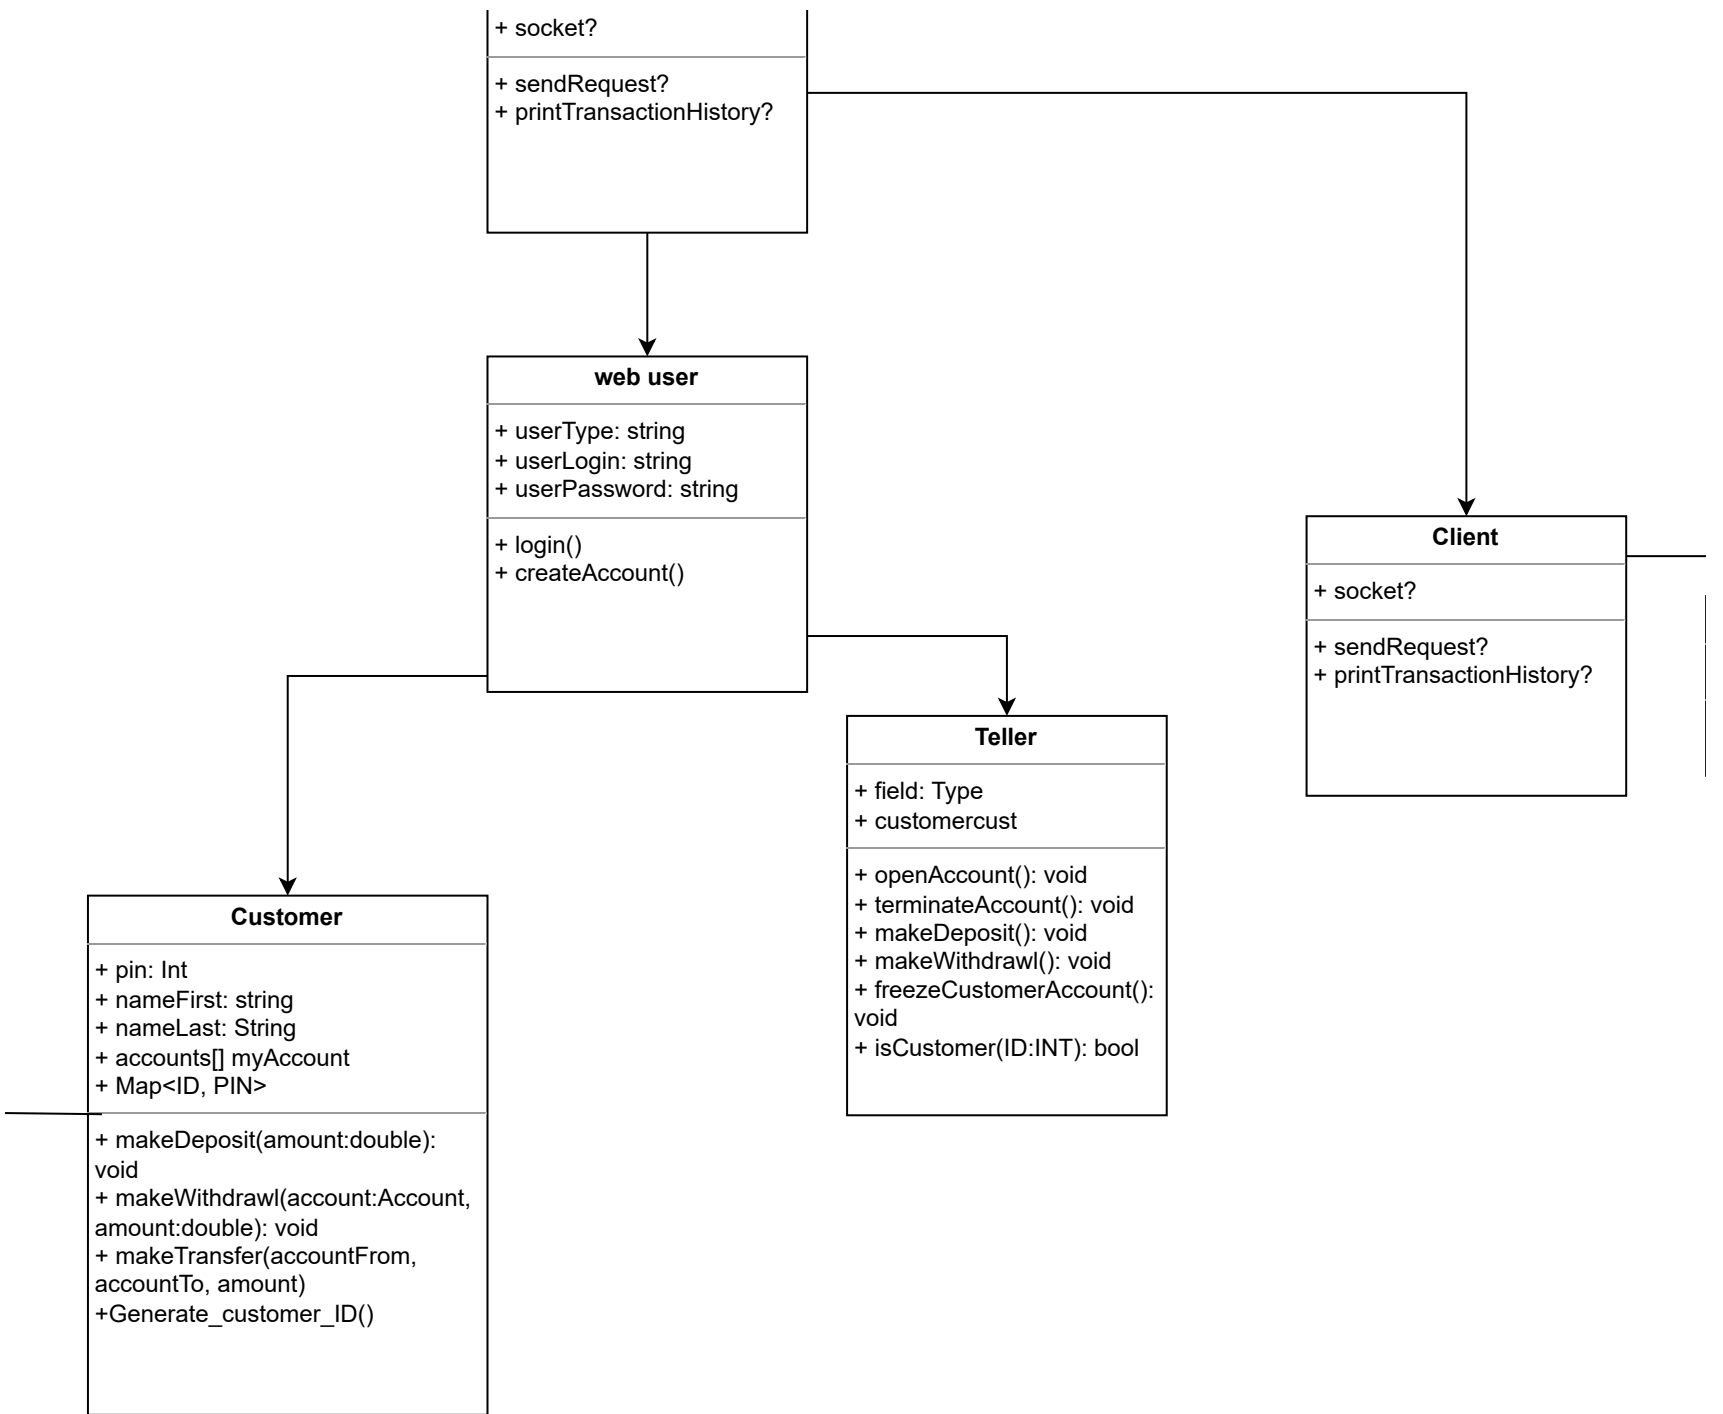 + socket?
+ sendRequest?
+ printTransactionHistory?
web user
+ userType: string
+ userLogin: string
+ userPassword: string
+ login()
+ createAccount()
Client
+ socket?
+ sendRequest?
+ printTransactionHistory?
Teller
+ field: Type
+ customercust
+ openAccount(): void
+ terminateAccount(): void
+ makeDeposit(): void
+ makeWithdrawl(): void
+ freezeCustomerAccount():
void
+ isCustomer(ID:INT): bool
Customer
+ pin: Int
+ nameFirst: string
+ nameLast: String
+ accounts[] myAccount
+ Map<ID, PIN>
+ makeDeposit(amount:double):
void
+ makeWithdrawl(account:Account,
amount:double): void
+ makeTransfer(accountFrom,
accountTo, amount)
+Generate_customer_ID()